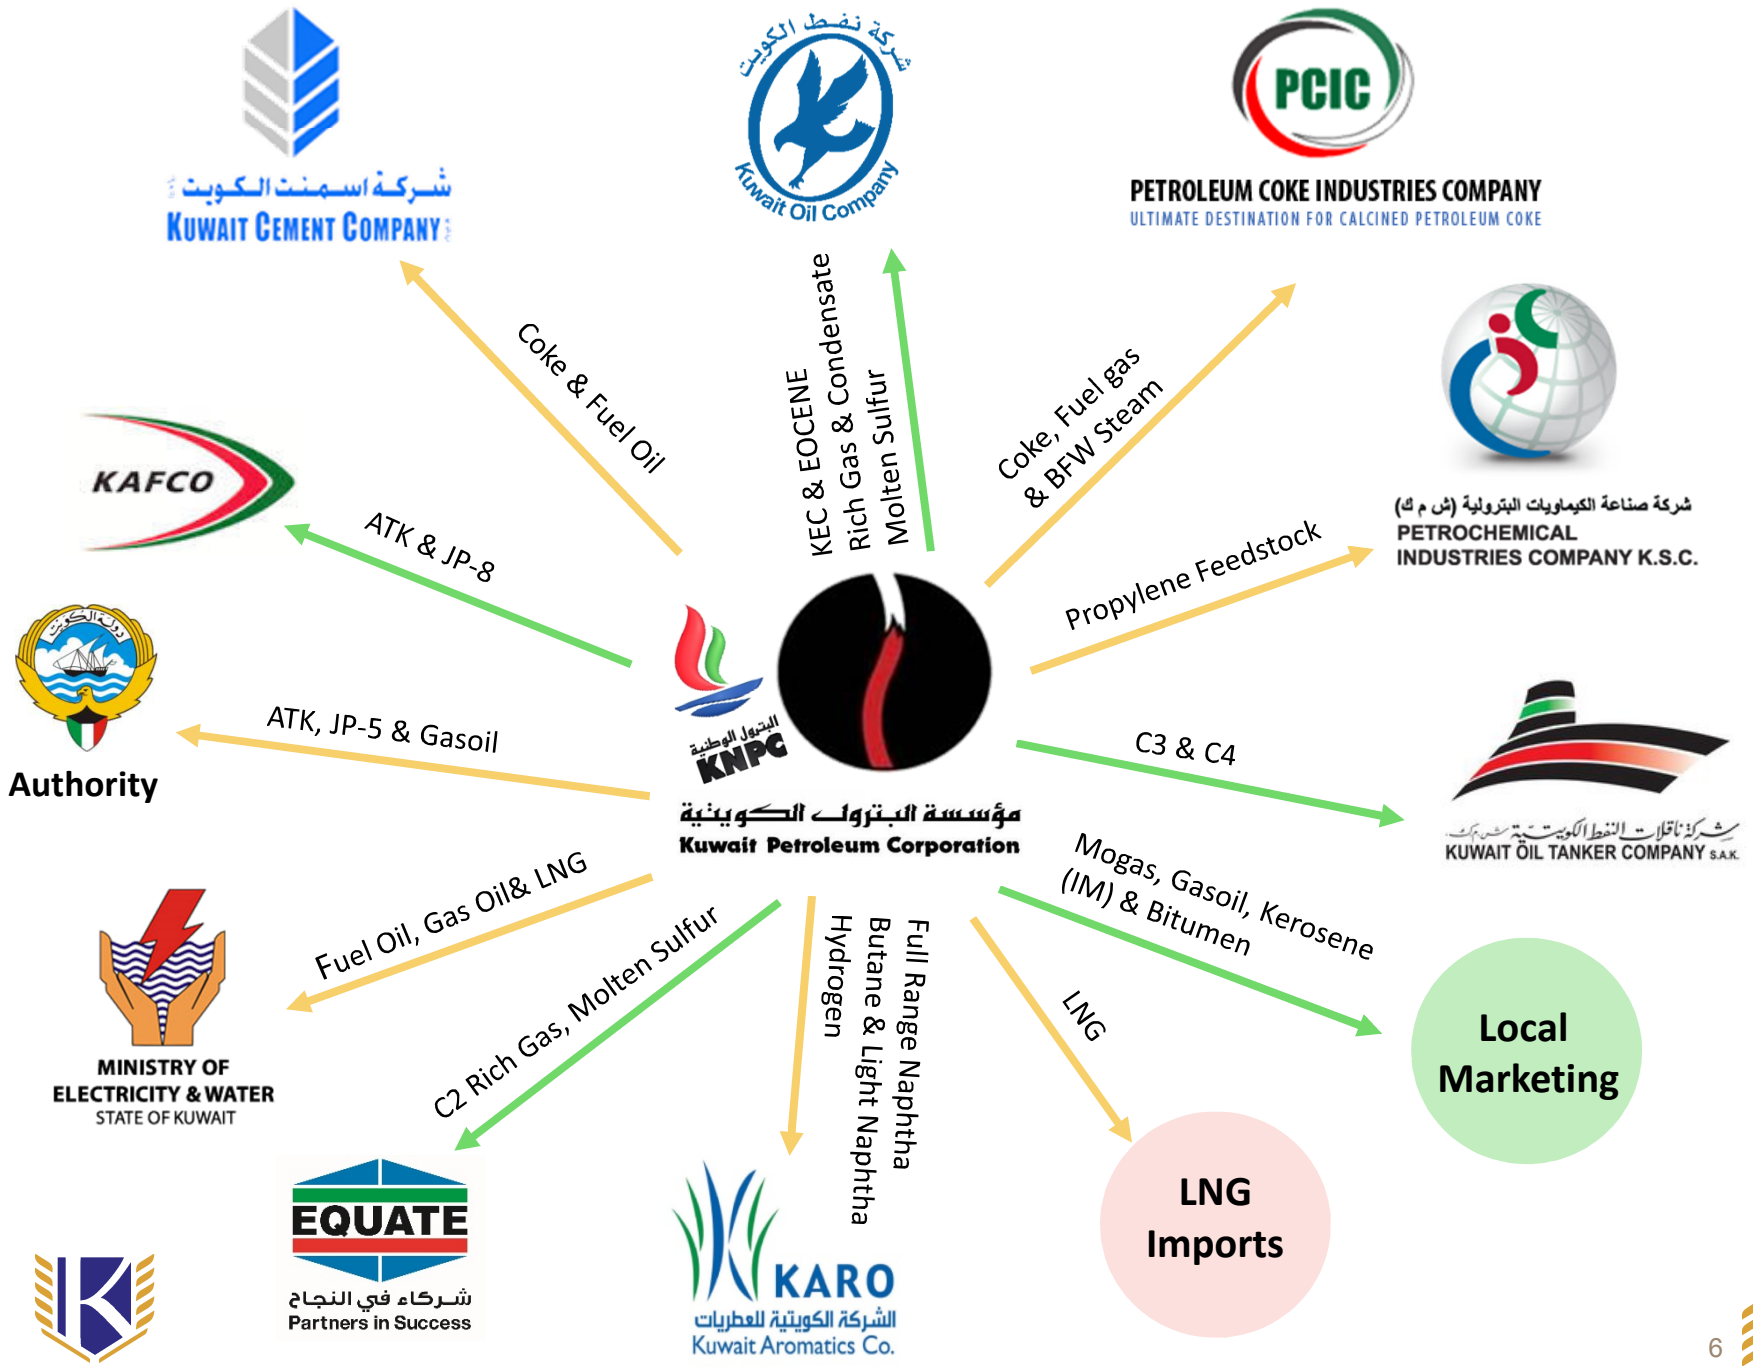 شركة اسمنت الكويت
KUWAIT CEMENT COMPANY
شركة نفط الكويت
Kuwait Oil Company
PCIC
PETROLEUM COKE INDUSTRIES COMPANY
ULTIMATE DESTINATION FOR CALCINED PETROLEUM COKE
Coke & Fuel Oil
KEC & EOCENE
Rich Gas & Condensate
Molten Sulfur
Coke, Fuel gas
& BFW Steam
شركة صناعة الكيماويات البترولية (ش م ك)
PETROCHEMICAL
INDUSTRIES COMPANY K.S.C.
KAFCO
ATK & JP-8
Propylene Feedstock
دولة الكويت
Authority
ATK, JP-5 & Gasoil
البترول الوطنية
KNPC
مؤسسة البترول الكويتية
Kuwait Petroleum Corporation
C3 & C4
شركة ناقلات النفط الكويتية ش.م.ك
KUWAIT OIL TANKER COMPANY S.A.K.
Mogas, Gasoil, Kerosene
(IM) & Bitumen
Local
Marketing
Fuel Oil, Gas Oil& LNG
MINISTRY OF
ELECTRICITY & WATER
STATE OF KUWAIT
C2 Rich Gas, Molten Sulfur
EQUATE
شركاء في النجاح
Partners in Success
Full Range Naphtha
Butane & Light Naphtha
Hydrogen
KARO
الشركة الكويتية للعطريات
Kuwait Aromatics Co.
LNG
LNG
Imports
K
6